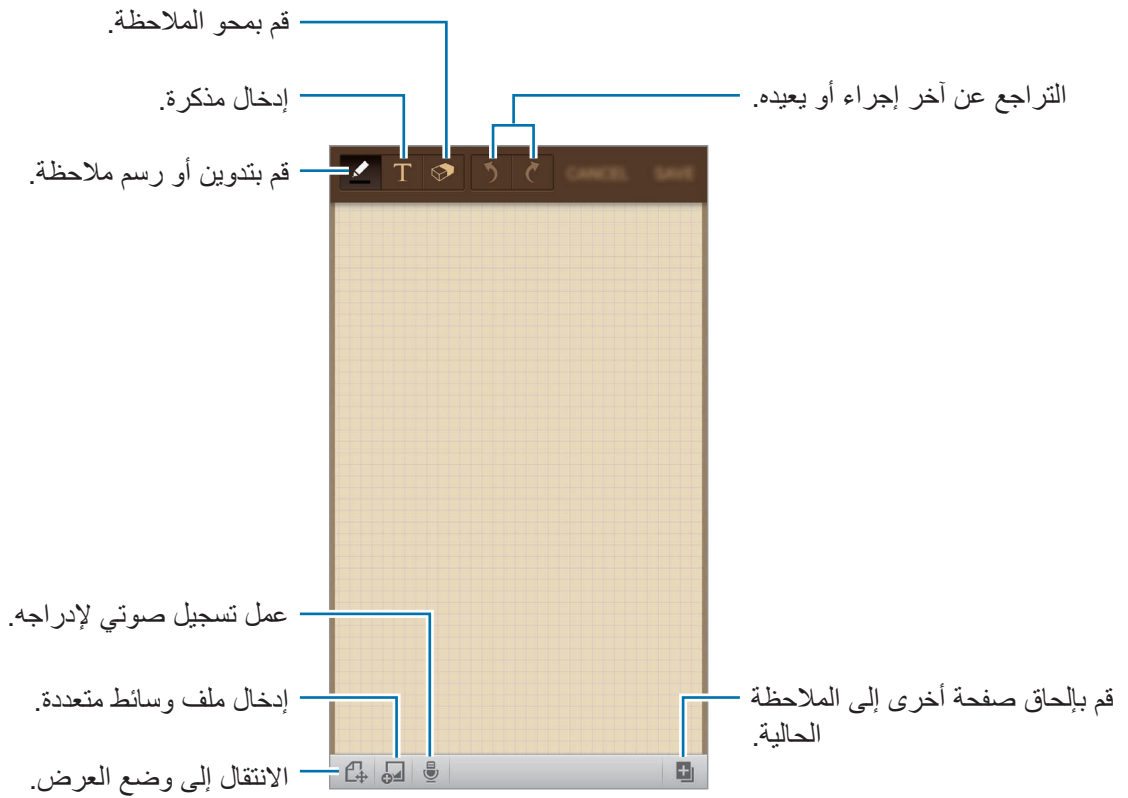 قم بمحو الملاحظة.
إدخال مذكرة.
التراجع عن آخر إجراء أو يعيده.
قم بتدوين أو رسم ملاحظة.
T
CANCEL SAVE
عمل تسجيل صوتي لإدراجه.
إدخال ملف وسائط متعددة.
قم بإلحاق صفحة أخرى إلى الملاحظة
الحالية.
الانتقال إلى وضع العرض.